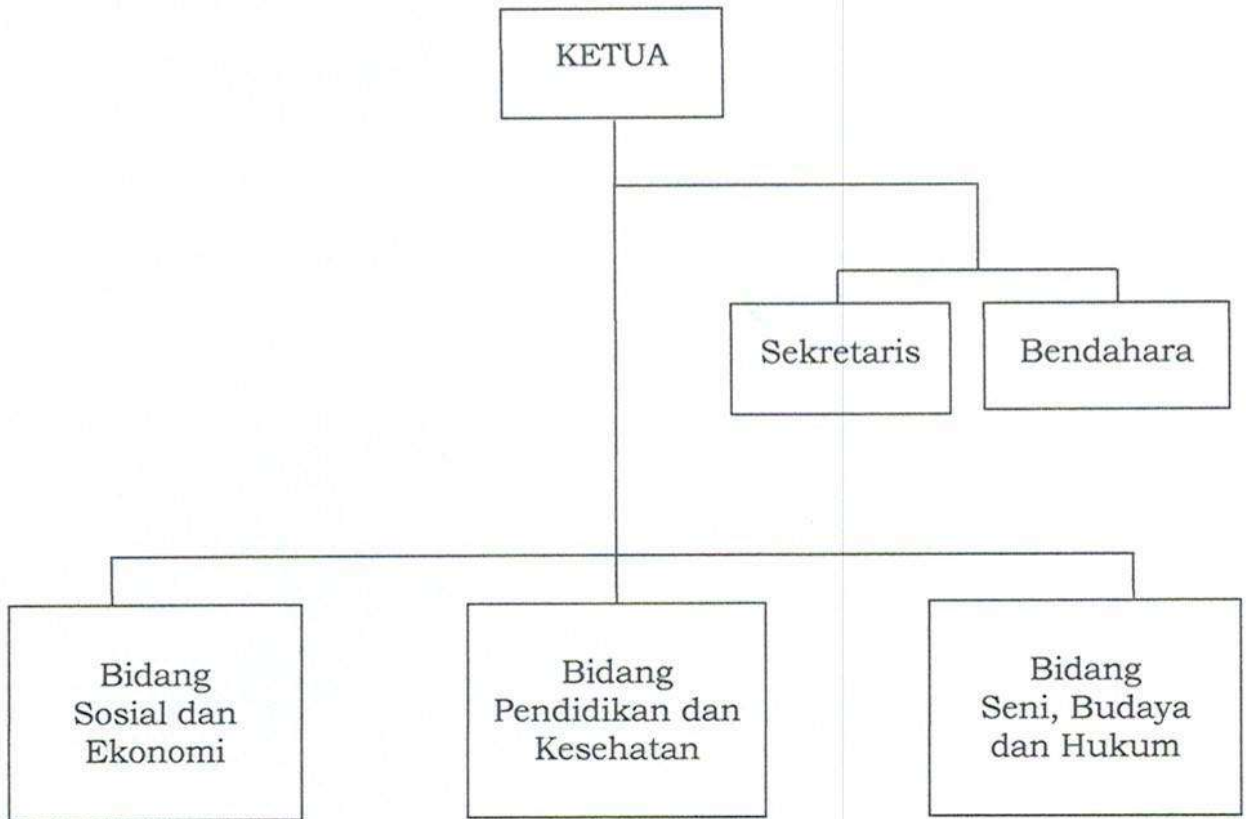 KETUA
Sekretaris
Bendahara
Bidang
Sosial dan
Ekonomi
Bidang
Pendidikan dan
Kesehatan
Bidang
Seni, Budaya
dan Hukum